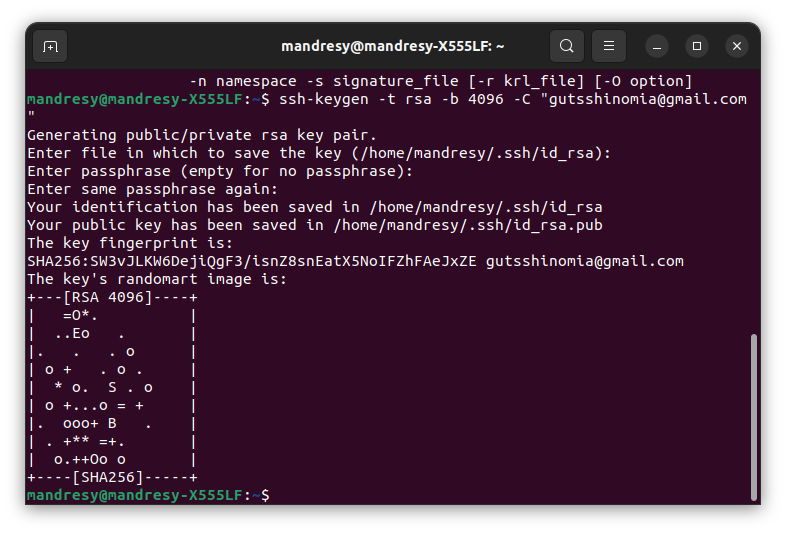 mandresy@mandresy-X555LF: ~
                  -n namespace -s signature_file [-r krl_file] [-O option]
mandresy@mandresy-X555LF:~$ ssh-keygen -t rsa -b 4096 -C "gutsshinomia@gmail.com
"
Generating public/private rsa key pair.
Enter file in which to save the key (/home/mandresy/.ssh/id_rsa):
Enter passphrase (empty for no passphrase):
Enter same passphrase again:
Your identification has been saved in /home/mandresy/.ssh/id_rsa
Your public key has been saved in /home/mandresy/.ssh/id_rsa.pub
The key fingerprint is:
SHA256:SW3vJLKW6DejiQgF3/isnZ8snEatX5NoIFZhFAeJxZE gutsshinomia@gmail.com
The key's randomart image is:
+---[RSA 4096]----+
|   =O*.          |
|  ..Eo   .       |
|.   .   . o      |
| o +   . o .     |
|  * o.  S . o    |
| o +...o = +     |
|.  ooo+ B   .    |
| . +** =+.       |
|  o.++Oo o       |
+----[SHA256]-----+
mandresy@mandresy-X555LF:~$